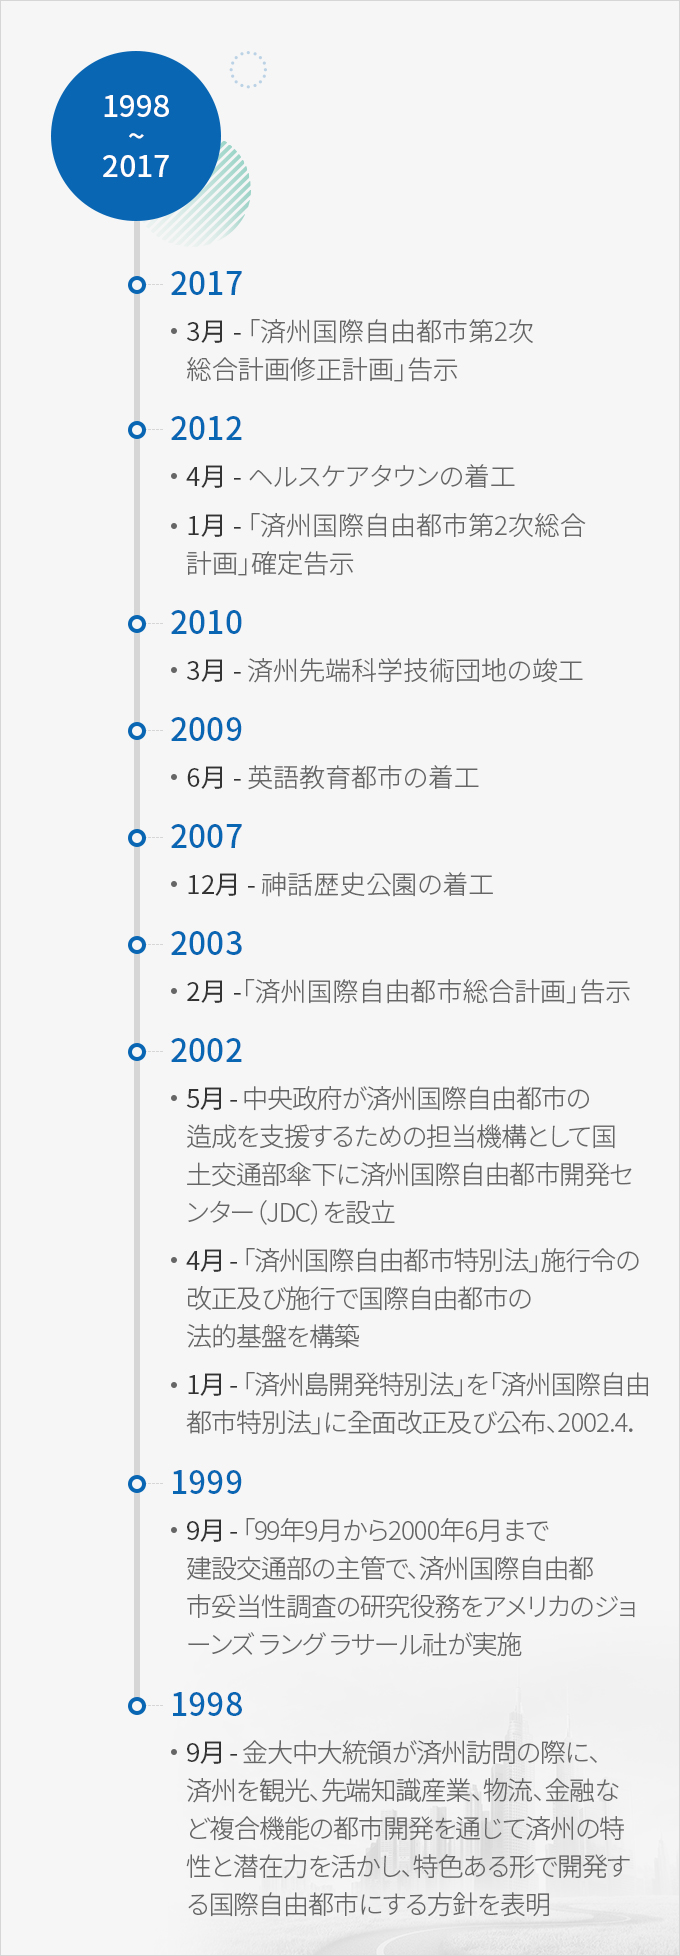 1998
~
2017
2017
• 3月 - 「済州国際自由都市第2次
総合計画修正計画」告示
2012
• 4月 - ヘルスケアタウンの着工
• 1月 - 「済州国際自由都市第2次総合
計画」確定告示
2010
• 3月 - 済州先端科学技術団地の竣工
2009
• 6月 - 英語教育都市の着工
2007
• 12月 - 神話歴史公園の着工
2003
• 2月 -「済州国際自由都市総合計画」告示
2002
• 5月 - 中央政府が済州国際自由都市の
造成を支援するための担当機構として国
土交通部傘下に済州国際自由都市開発セ
ンター（JDC）を設立
• 4月 - 「済州国際自由都市特別法」施行令の
改正及び施行で国際自由都市の
法的基盤を構築
• 1月 - 「済州島開発特別法」を「済州国際自由
都市特別法」に全面改正及び公布、2002.4.
1999
• 9月 - 「99年9月から2000年6月まで
建設交通部の主管で、済州国際自由都
市妥当性調査の研究役務をアメリカのジョ
ーンズ ラング ラサール社が実施
1998
• 9月 - 金大中大統領が済州訪問の際に、
済州を観光、先端知識産業、物流、金融な
ど複合機能の都市開発を通じて済州の特
性と潜在力を活かし、特色ある形で開発す
る国際自由都市にする方針を表明